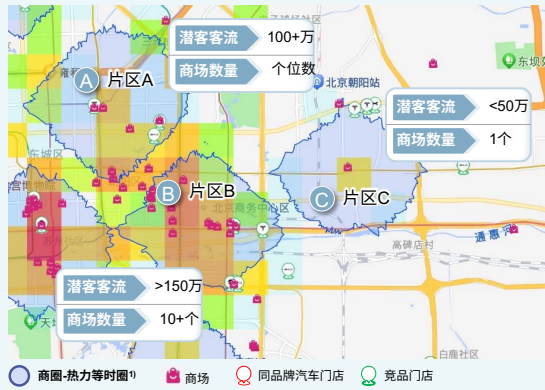 潜客客流 100+万
商场数量 个位数
A 片区A
北京朝阳站
东坝
潜客客流 <50万
商场数量 1个
东城区
B 片区B
C 片区C
北京商务中心区
通惠河
高碑店村
潜客客流 >150万
商场数量 10+个
白鹿社区
商圈-热力等时圈1)
商场
同品牌汽车门店
竞品门店